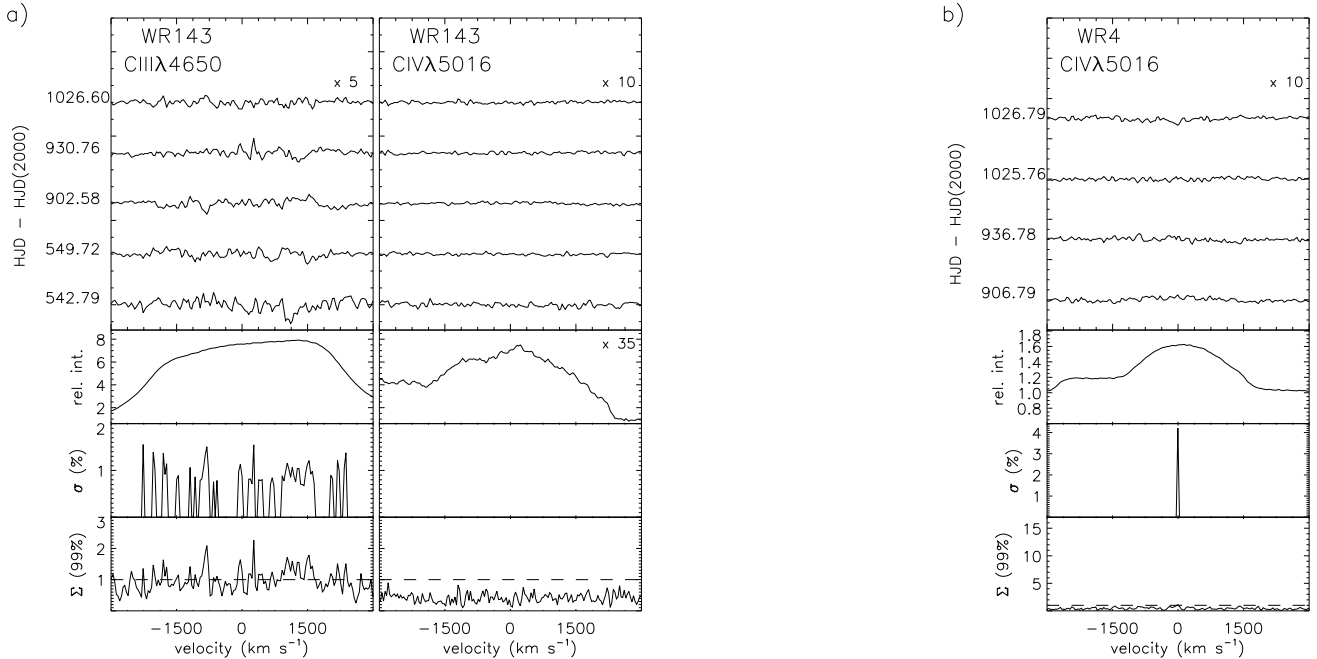 a)
WR143
CIIIλ4650
x 5
WR143
CIVλ5016
x 10
HJD − HJD(2000)
1026.60
930.76
902.58
549.72
542.79
rel. int.
8
6
4
2
x 35
σ (%)
2
1
Σ (99%)
3
2
1
−1500 0 1500
velocity (km s⁻¹)
−1500 0 1500
velocity (km s⁻¹)
b)
WR4
CIVλ5016
x 10
HJD − HJD(2000)
1026.79
1025.76
936.78
906.79
rel. int.
1.8
1.6
1.4
1.2
1.0
0.8
σ (%)
4
3
2
1
Σ (99%)
15
10
5
−1500 0 1500
velocity (km s⁻¹)